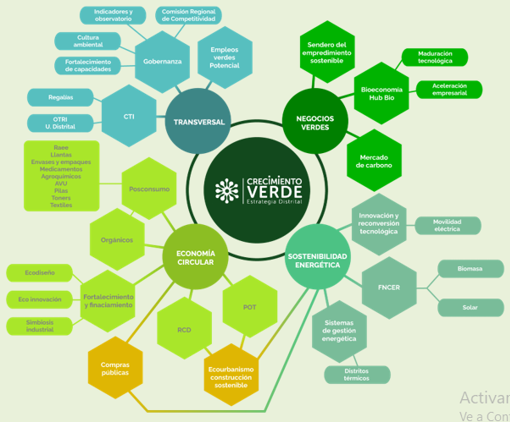 Indicadores y
observatorio
Comisión Regional
de Competitividad
Cultura
ambiental
Fortalecimiento
de capacidades
Gobernanza
Empleos
verdes
Potencial
Regalías
OTRI
U. Distrital
CTI
TRANSVERSAL
Sendero del
empredimiento
sostenible
Maduración
tecnológica
Bioeconomía
Hub Bio
Aceleración
empresarial
NEGOCIOS
VERDES
Mercado
de carbono
CRECIMIENTO
VERDE
Estrategia Distrital
Raee
Llantas
Envases y empaques
Medicamentos
Agroquímicos
AVU
Pilas
Toners
Textiles
Posconsumo
Orgánicos
ECONOMÍA
CIRCULAR
Ecodiseño
Eco innovación
Simbiosis
industrial
Fortalecimiento
y finaciamiento
RCD
POT
Compras
públicas
Ecourbanismo
construcción
sostenible
SOSTENIBILIDAD
ENERGÉTICA
Innovación y
reconversión
tecnológica
Movilidad
eléctrica
FNCER
Biomasa
Solar
Sistemas
de gestión
energética
Distritos
térmicos
Activar
Ve a Con